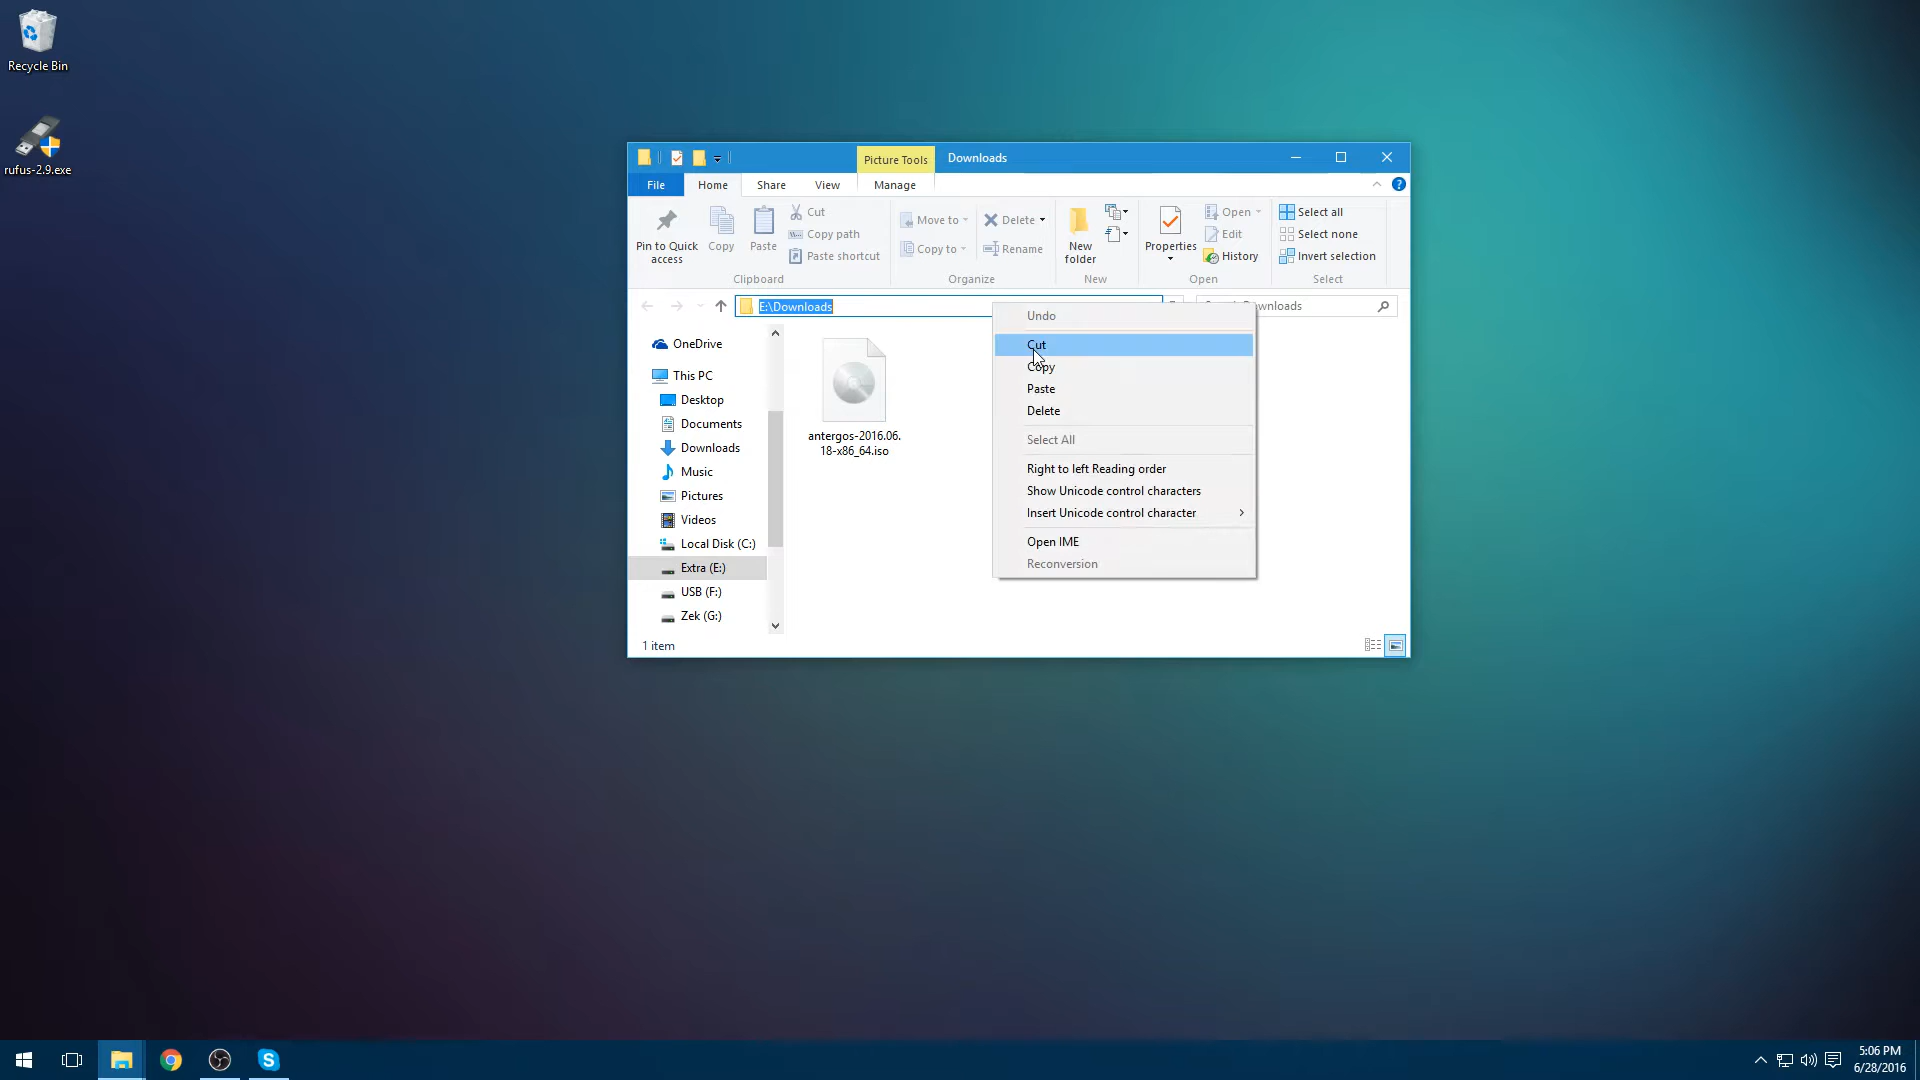 Recycle Bin
rufus-2.9.exe
Picture Tools
Downloads
File
Home
Share
View
Manage
Pin to Quick
access
Copy
Paste
Cut
Copy path
Paste shortcut
Clipboard
Move to
Copy to
Delete
Rename
Organize
New
folder
New
Properties
Open
Edit
History
Open
Select all
Select none
Invert selection
Select
E:\Downloads
Downloads
OneDrive
This PC
Desktop
Documents
Downloads
Music
Pictures
Videos
Local Disk (C:)
Extra (E:)
USB (F:)
Zek (G:)
antergos-2016.06.
18-x86_64.iso
Undo
Cut
Copy
Paste
Delete
Select All
Right to left Reading order
Show Unicode control characters
Insert Unicode control character
Open IME
Reconversion
1 item
5:06 PM
6/28/2016